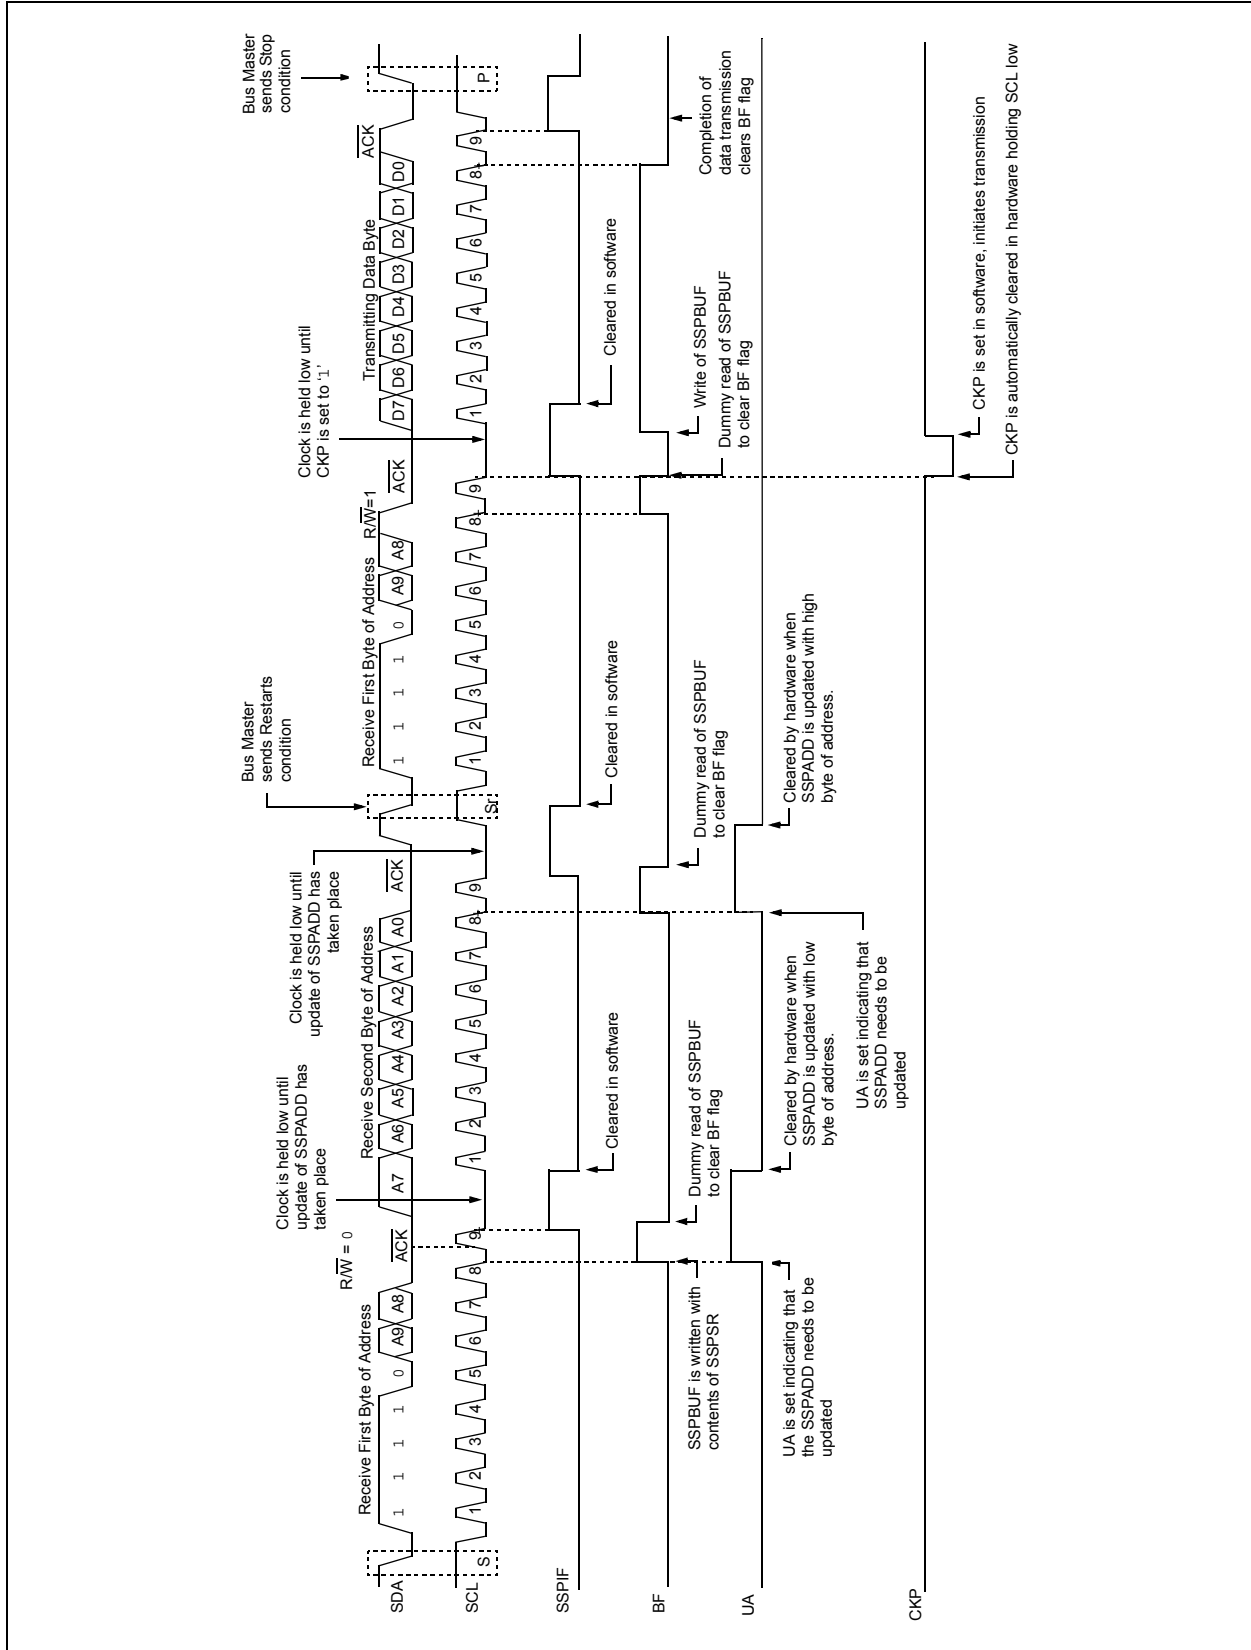 Bus Master
sends Stop
condition
Bus Master
sends Restarts
condition
Clock is held low until
CKP is set to ‘1’
Clock is held low until
update of SSPADD has
taken place
Clock is held low until
update of SSPADD has
taken place
R/W = 0
R/W=1
Receive First Byte of Address
Receive Second Byte of Address
Receive First Byte of Address
Transmitting Data Byte
SDA
1 1 1 1 0 A9 A8 ACK A7 A6 A5 A4 A3 A2 A1 A0 ACK 1 1 1 1 0 A9 A8 ACK D7 D6 D5 D4 D3 D2 D1 D0 ACK
SCL
S 1 2 3 4 5 6 7 8 9 1 2 3 4 5 6 7 8 9 Sr 1 2 3 4 5 6 7 8 9 1 2 3 4 5 6 7 8 9 P
SSPIF
Cleared in software
Cleared in software
Cleared in software
BF
SSPBUF is written with
contents of SSPSR
Dummy read of SSPBUF
to clear BF flag
Dummy read of SSPBUF
to clear BF flag
Dummy read of SSPBUF
to clear BF flag
Write of SSPBUF
Completion of
data transmission
clears BF flag
UA
UA is set indicating that
the SSPADD needs to be
updated
Cleared by hardware when
SSPADD is updated with low
byte of address.
UA is set indicating that
SSPADD needs to be
updated
Cleared by hardware when
SSPADD is updated with high
byte of address.
CKP
CKP is set in software, initiates transmission
CKP is automatically cleared in hardware holding SCL low